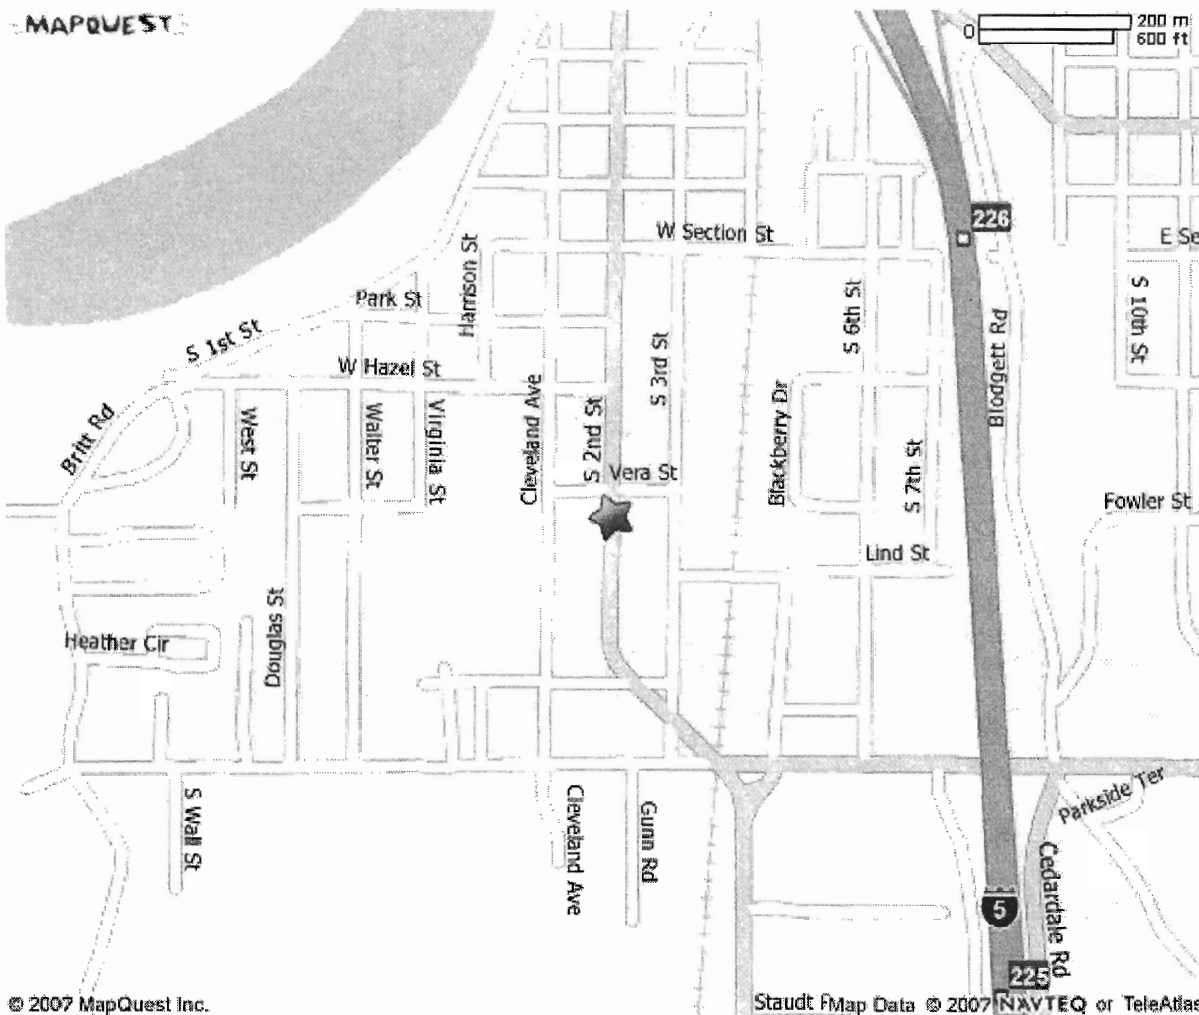 MAPQUEST
0
200 m
600 ft
226
W Section St
E Se
Harrison St
Park St
S 1st St
W Hazel St
S 3rd St
S 6th St
Blodgett Rd
S 10th St
Britt Rd
West St
Walter St
Virginia St
Cleveland Ave
S 2nd St
Vera St
Blackberry Dr
S 7th St
Fowler St
Lind St
Heather Cir
Douglas St
S Wall St
Cleveland Ave
Gunn Rd
Parkside Ter
Cedardale Rd
5
225
© 2007 MapQuest Inc.
Staudt F
Map Data © 2007 NAVTEQ or TeleAtlas